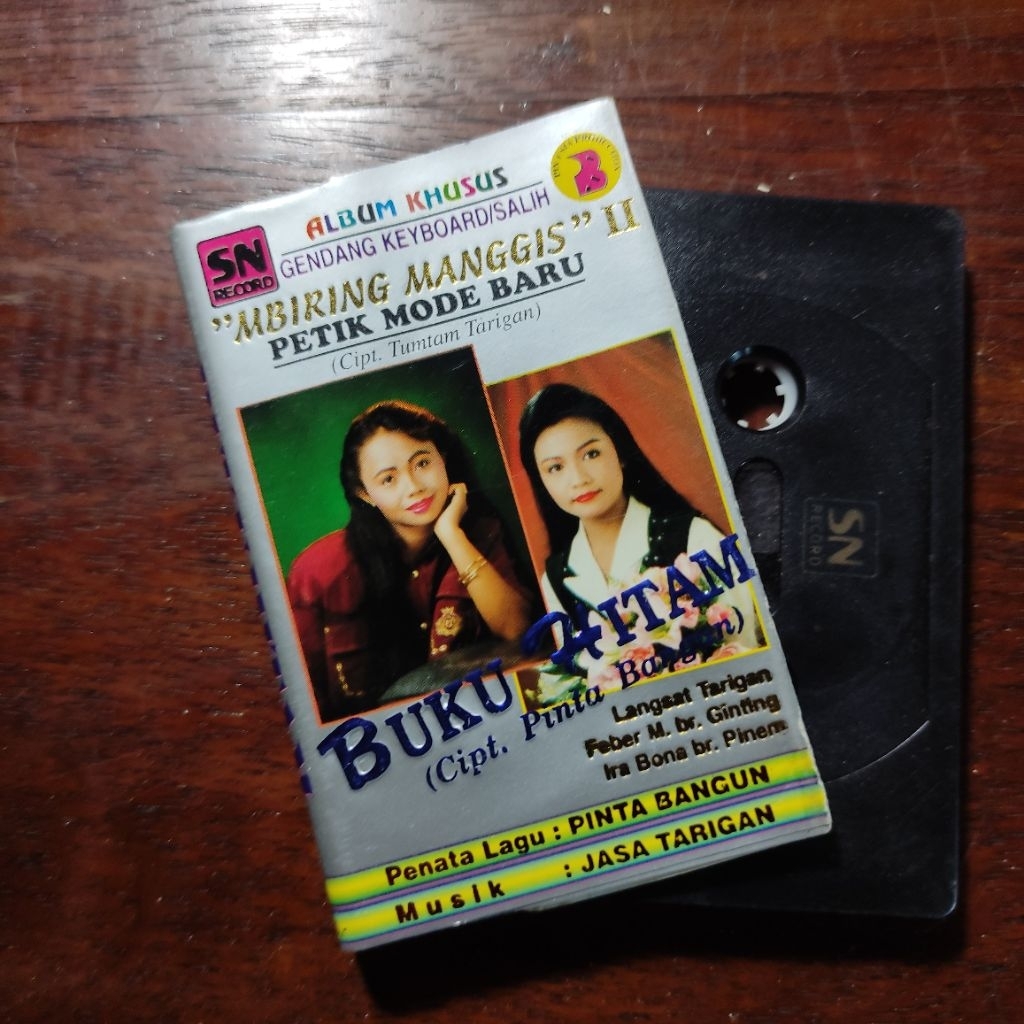 ALBUM KHUSUS
GENDANG KEYBOARD/SALIH
SN
RECORD
"MBIRING MANGGIS" II
PETIK MODE BARU
(Cipt. Tumtam Tarigan)
B
BUKU HITAM
(Cipt. Pinta Bangun)
Langsat Tarigan
Feber M. br. Ginting
Ira Bona br. Pinem
Penata Lagu : PINTA BANGUN
Musik : JASA TARIGAN
SN
RECORD